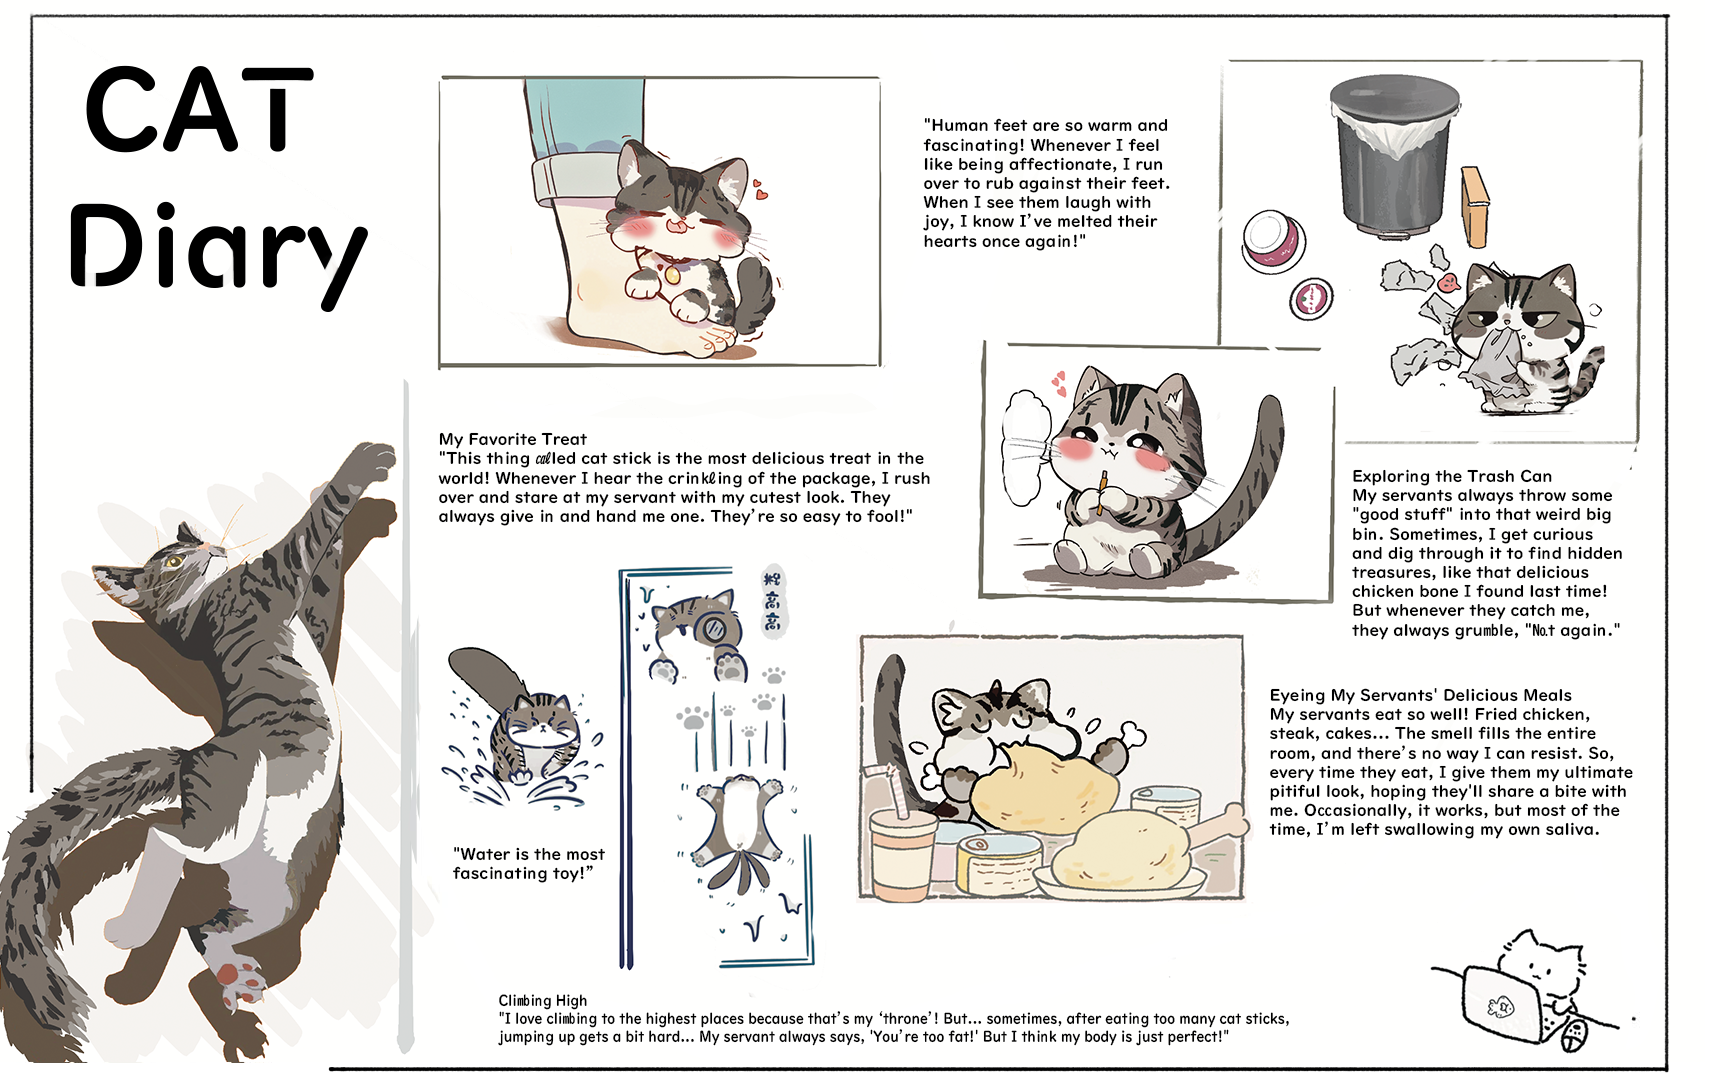 CAT
Diary
"Human feet are so warm and
fascinating! Whenever I feel
like being affectionate, I run
over to rub against their feet.
When I see them laugh with
joy, I know I've melted their
hearts once again!"
My Favorite Treat
"This thing called cat stick is the most delicious treat in the
world! Whenever I hear the crinkling of the package, I rush
over and stare at my servant with my cutest look. They
always give in and hand me one. They're so easy to fool!"
Exploring the Trash Can
My servants always throw some
"good stuff" into that weird big
bin. Sometimes, I get curious
and dig through it to find hidden
treasures, like that delicious
chicken bone I found last time!
But whenever they catch me,
they always grumble, "No.t again."
Eyeing My Servants' Delicious Meals
My servants eat so well! Fried chicken,
steak, cakes... The smell fills the entire
room, and there's no way I can resist. So,
every time they eat, I give them my ultimate
pitiful look, hoping they'll share a bite with
me. Occasionally, it works, but most of the
time, I'm left swallowing my own saliva.
"Water is the most
fascinating toy!”
高
高
Climbing High
"I love climbing to the highest places because that's my ‘throne’! But... sometimes, after eating too many cat sticks,
jumping up gets a bit hard... My servant always says, 'You're too fat!' But I think my body is just perfect!"